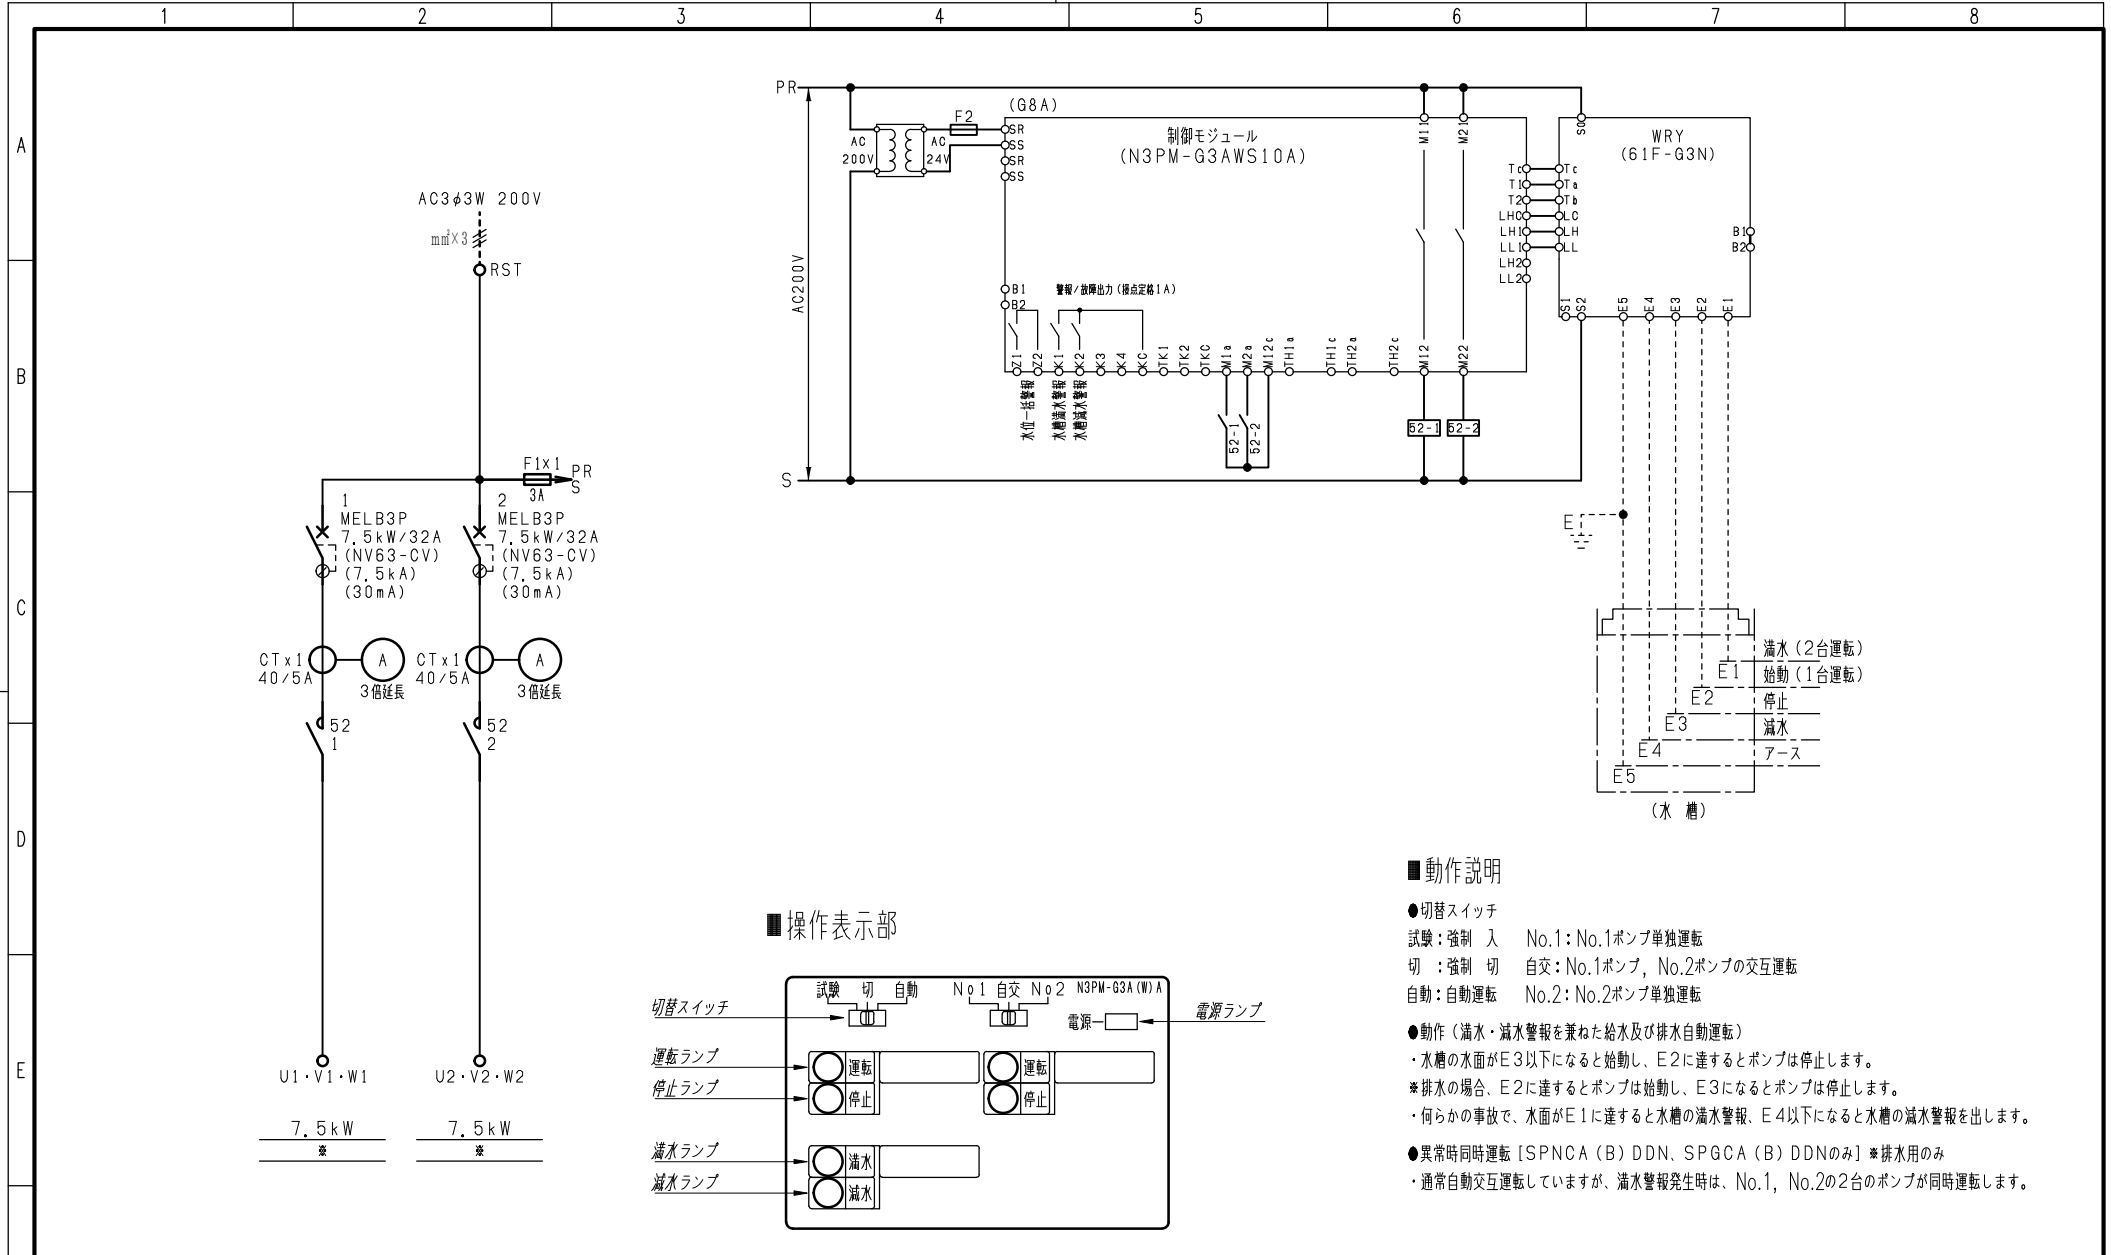 1 2 3 4 5 6 7 8
A
B
C
D
E
AC3φ3W 200V
mm²×3
RST
F1x1
3A
PR
S
1
MELB3P
7.5kW/32A
(NV63-CV)
(7.5kA)
(30mA)
2
MELB3P
7.5kW/32A
(NV63-CV)
(7.5kA)
(30mA)
CTx1
40/5A
A
3倍延長
CTx1
40/5A
A
3倍延長
52
1
52
2
U1・V1・W1
U2・V2・W2
7.5kW
※
7.5kW
※
PR
AC200V
S
AC
200V
AC
24V
F2
(G8A)
SR
SS
SR
SS
制御モジュール
(N3PM-G3AWS10A)
M11
M21
Tc
T1
T2
LHC
LH1
LL1
LH2
LL2
B1
B2
警報/故障出力(接点定格1A)
Z1
Z2
K1
K2
K3
K4
KC
TK1
TK2
TKC
M1a
M2a
M12c
TH1a
TH1c
TH2a
TH2c
M12
M22
水位一括警報
水槽満水警報
水槽減水警報
52-1
52-2
52-1
52-2
S0
WRY
(61F-G3N)
Tc
Ta
Tb
LC
LH
LL
B1
B2
S1
S2
E5
E4
E3
E2
E1
E
満水(2台運転)
E1
始動(1台運転)
E2
停止
E3
減水
E4
アース
E5
(水 槽)
■操作表示部
試験 切 自動
No1 自交 No2
N3PM-G3A(W)A
電源
切替スイッチ
電源ランプ
運転ランプ
運転
運転
停止ランプ
停止
停止
満水ランプ
満水
減水ランプ
減水
■動作説明
●切替スイッチ
試験:強制 入 No.1:No.1ポンプ単独運転
切 :強制 切 自交:No.1ポンプ, No.2ポンプの交互運転
自動:自動運転 No.2:No.2ポンプ単独運転
●動作(満水・減水警報を兼ねた給水及び排水自動運転)
・水槽の水面がE3以下になると始動し、E2に達するとポンプは停止します。
※排水の場合、E2に達するとポンプは始動し、E3になるとポンプは停止します。
・何らかの事故で、水面がE1に達すると水槽の満水警報、E4以下になると水槽の減水警報を出します。
●異常時同時運転[SPNCA(B)DDN、SPGCA(B)DDNのみ]※排水用のみ
・通常自動交互運転していますが、満水警報発生時は、No.1, No.2の2台のポンプが同時運転します。